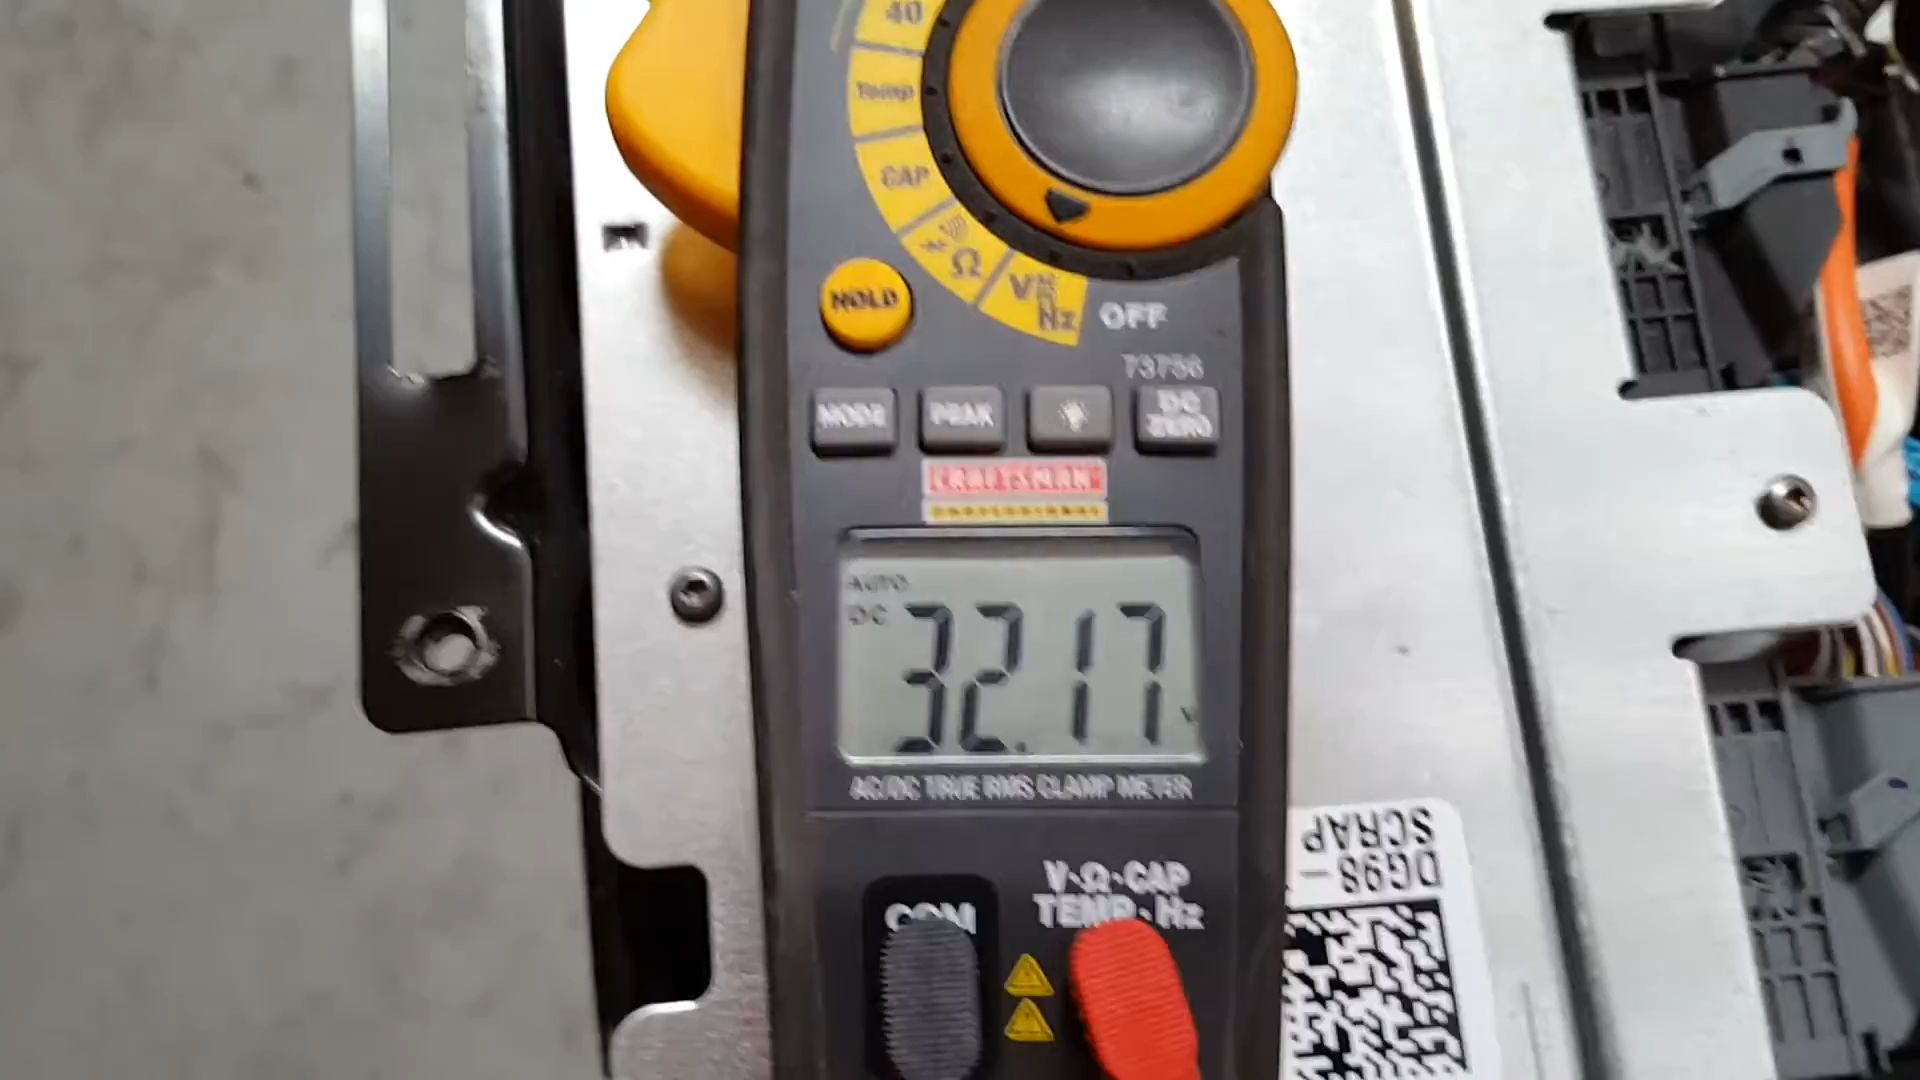 40
Temp
CAP
Ω
V Hz
OFF
HOLD
73756
MODE
PEAK
DC
ZERO
CRAFTSMAN
PROFESSIONAL
AUTO
DC
32.17
V
AC/DC TRUE RMS CLAMP METER
V·Ω·CAP
TEMP·Hz
COM
DG98-
SCRAP